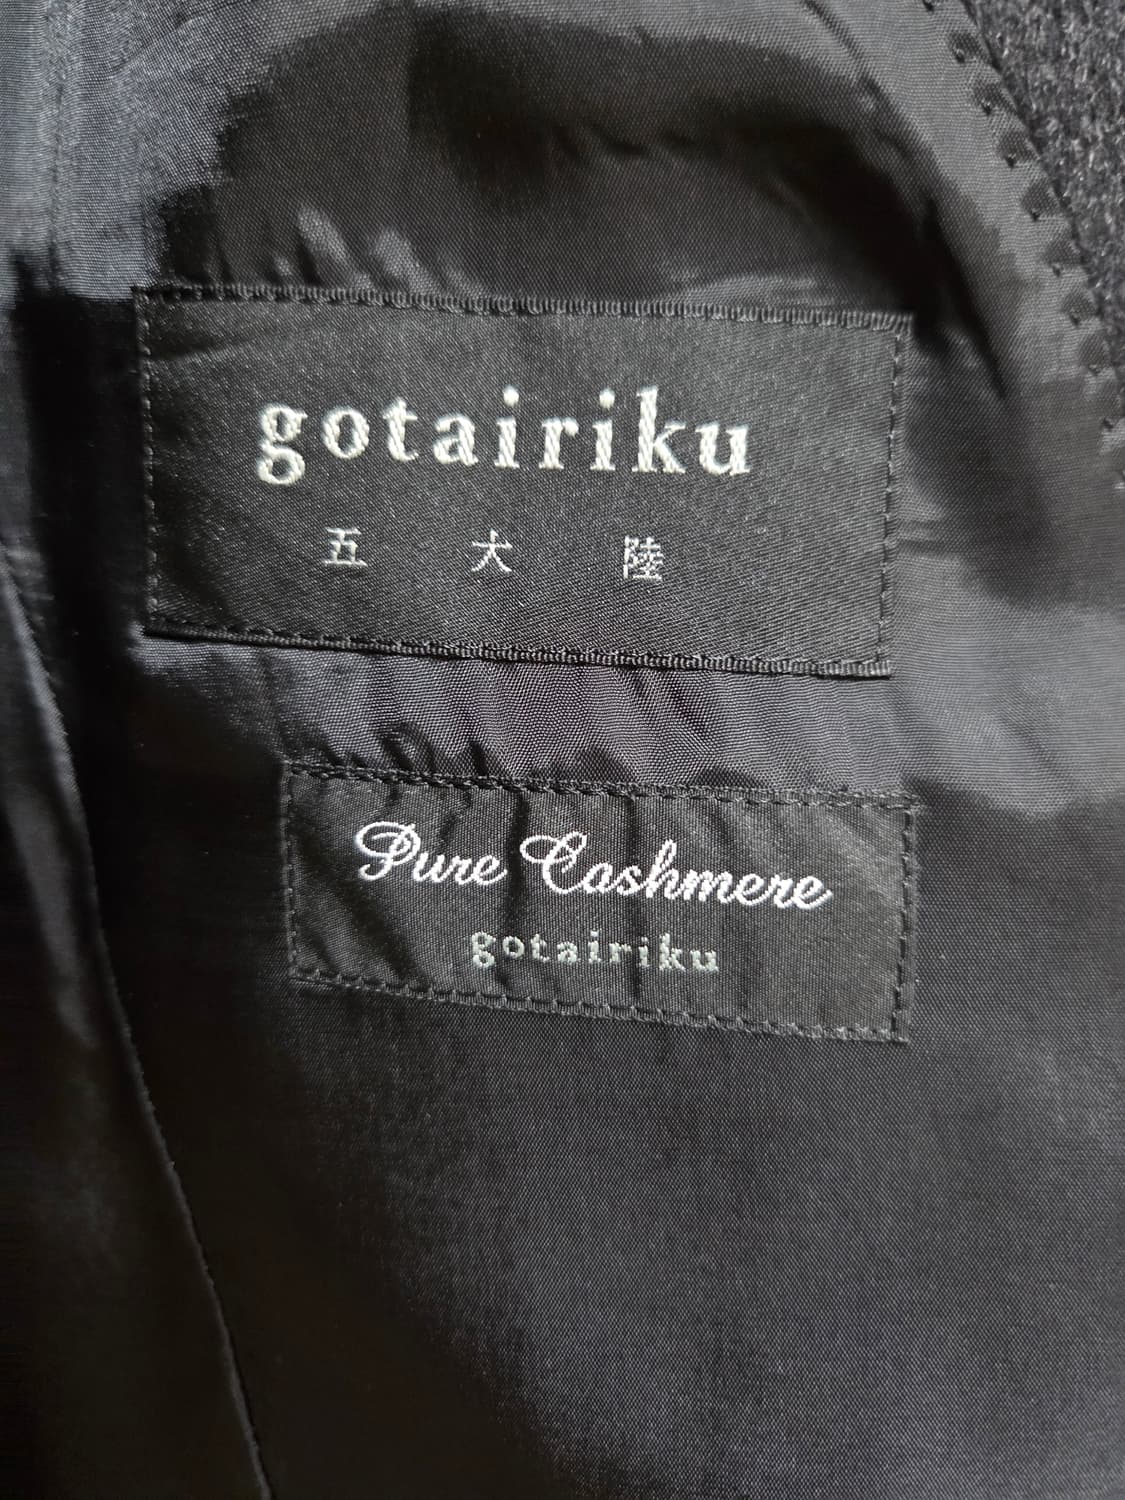 gotairiku
五大陸
Pure Cashmere
gotairiku